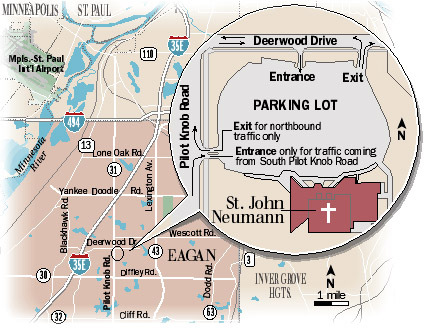 MINNEAPOLIS
ST. PAUL
Mpls.-St. Paul
Int'l Airport
110
35E
494
Minnesota
River
13
Lone Oak Rd.
31
Lexington Av.
Yankee Doodle Rd.
Blackhawk Rd.
Deerwood Dr.
Wescott Rd.
35E
Pilot Knob Rd.
43
EAGAN
30
Diffley Rd.
Dodd Rd.
3
INVER GROVE
HGTS.
32
Cliff Rd.
63
N
1 mile
Deerwood Drive
Entrance
Exit
Pilot Knob Road
PARKING LOT
Exit for northbound
traffic only
Entrance only for traffic coming
from South Pilot Knob Road
N
St. John
Neumann